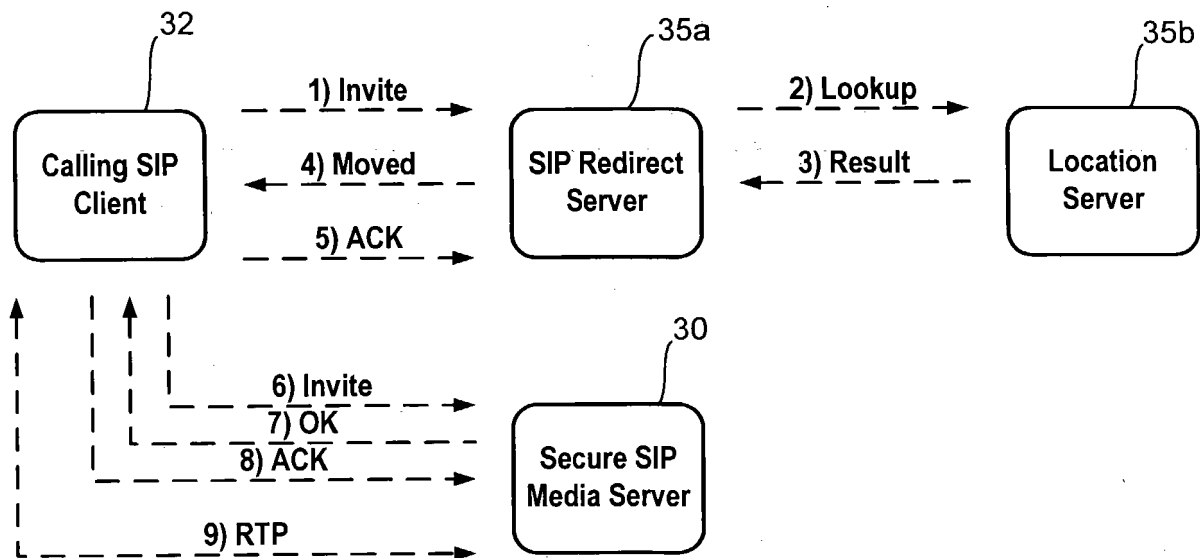 32
35a
35b
1) Invite
2) Lookup
Calling SIP
Client
4) Moved
SIP Redirect
Server
3) Result
Location
Server
5) ACK
30
6) Invite
7) OK
8) ACK
Secure SIP
Media Server
9) RTP